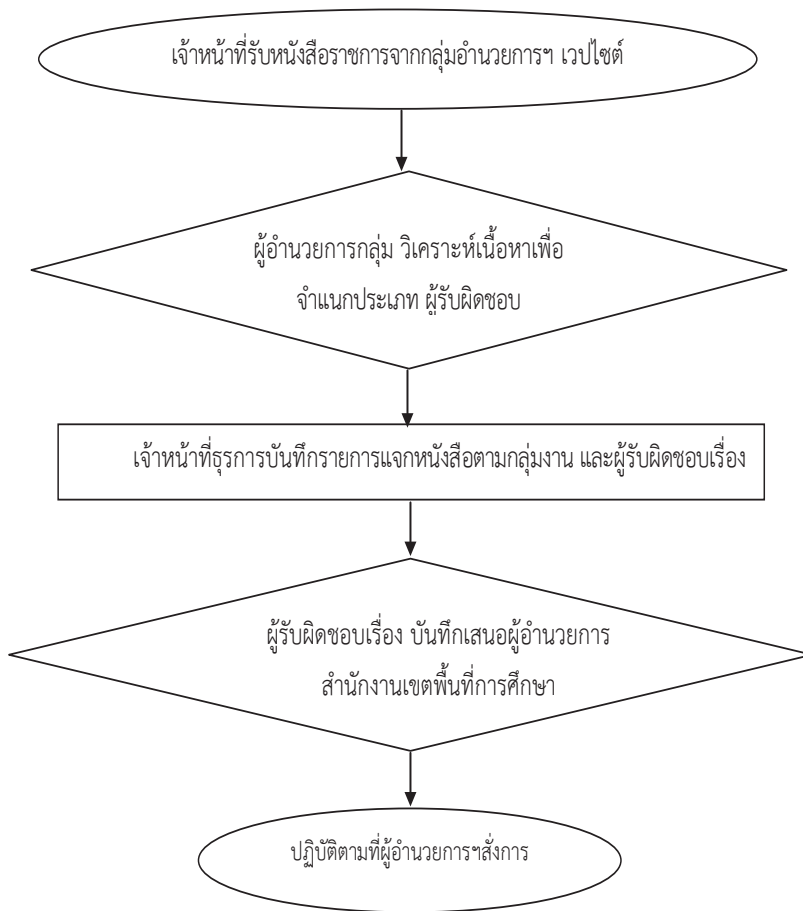 เจ้าหน้าที่รับหนังสือราชการจากกลุ่มอำนวยการฯ เวปไซต์
ผู้อำนวยการกลุ่ม วิเคราะห์เนื้อหาเพื่อ
จำแนกประเภท ผู้รับผิดชอบ
เจ้าหน้าที่ธุรการบันทึกรายการแจกหนังสือตามกลุ่มงาน และผู้รับผิดชอบเรื่อง
ผู้รับผิดชอบเรื่อง บันทึกเสนอผู้อำนวยการ
สำนักงานเขตพื้นที่การศึกษา
ปฏิบัติตามที่ผู้อำนวยการฯสั่งการ